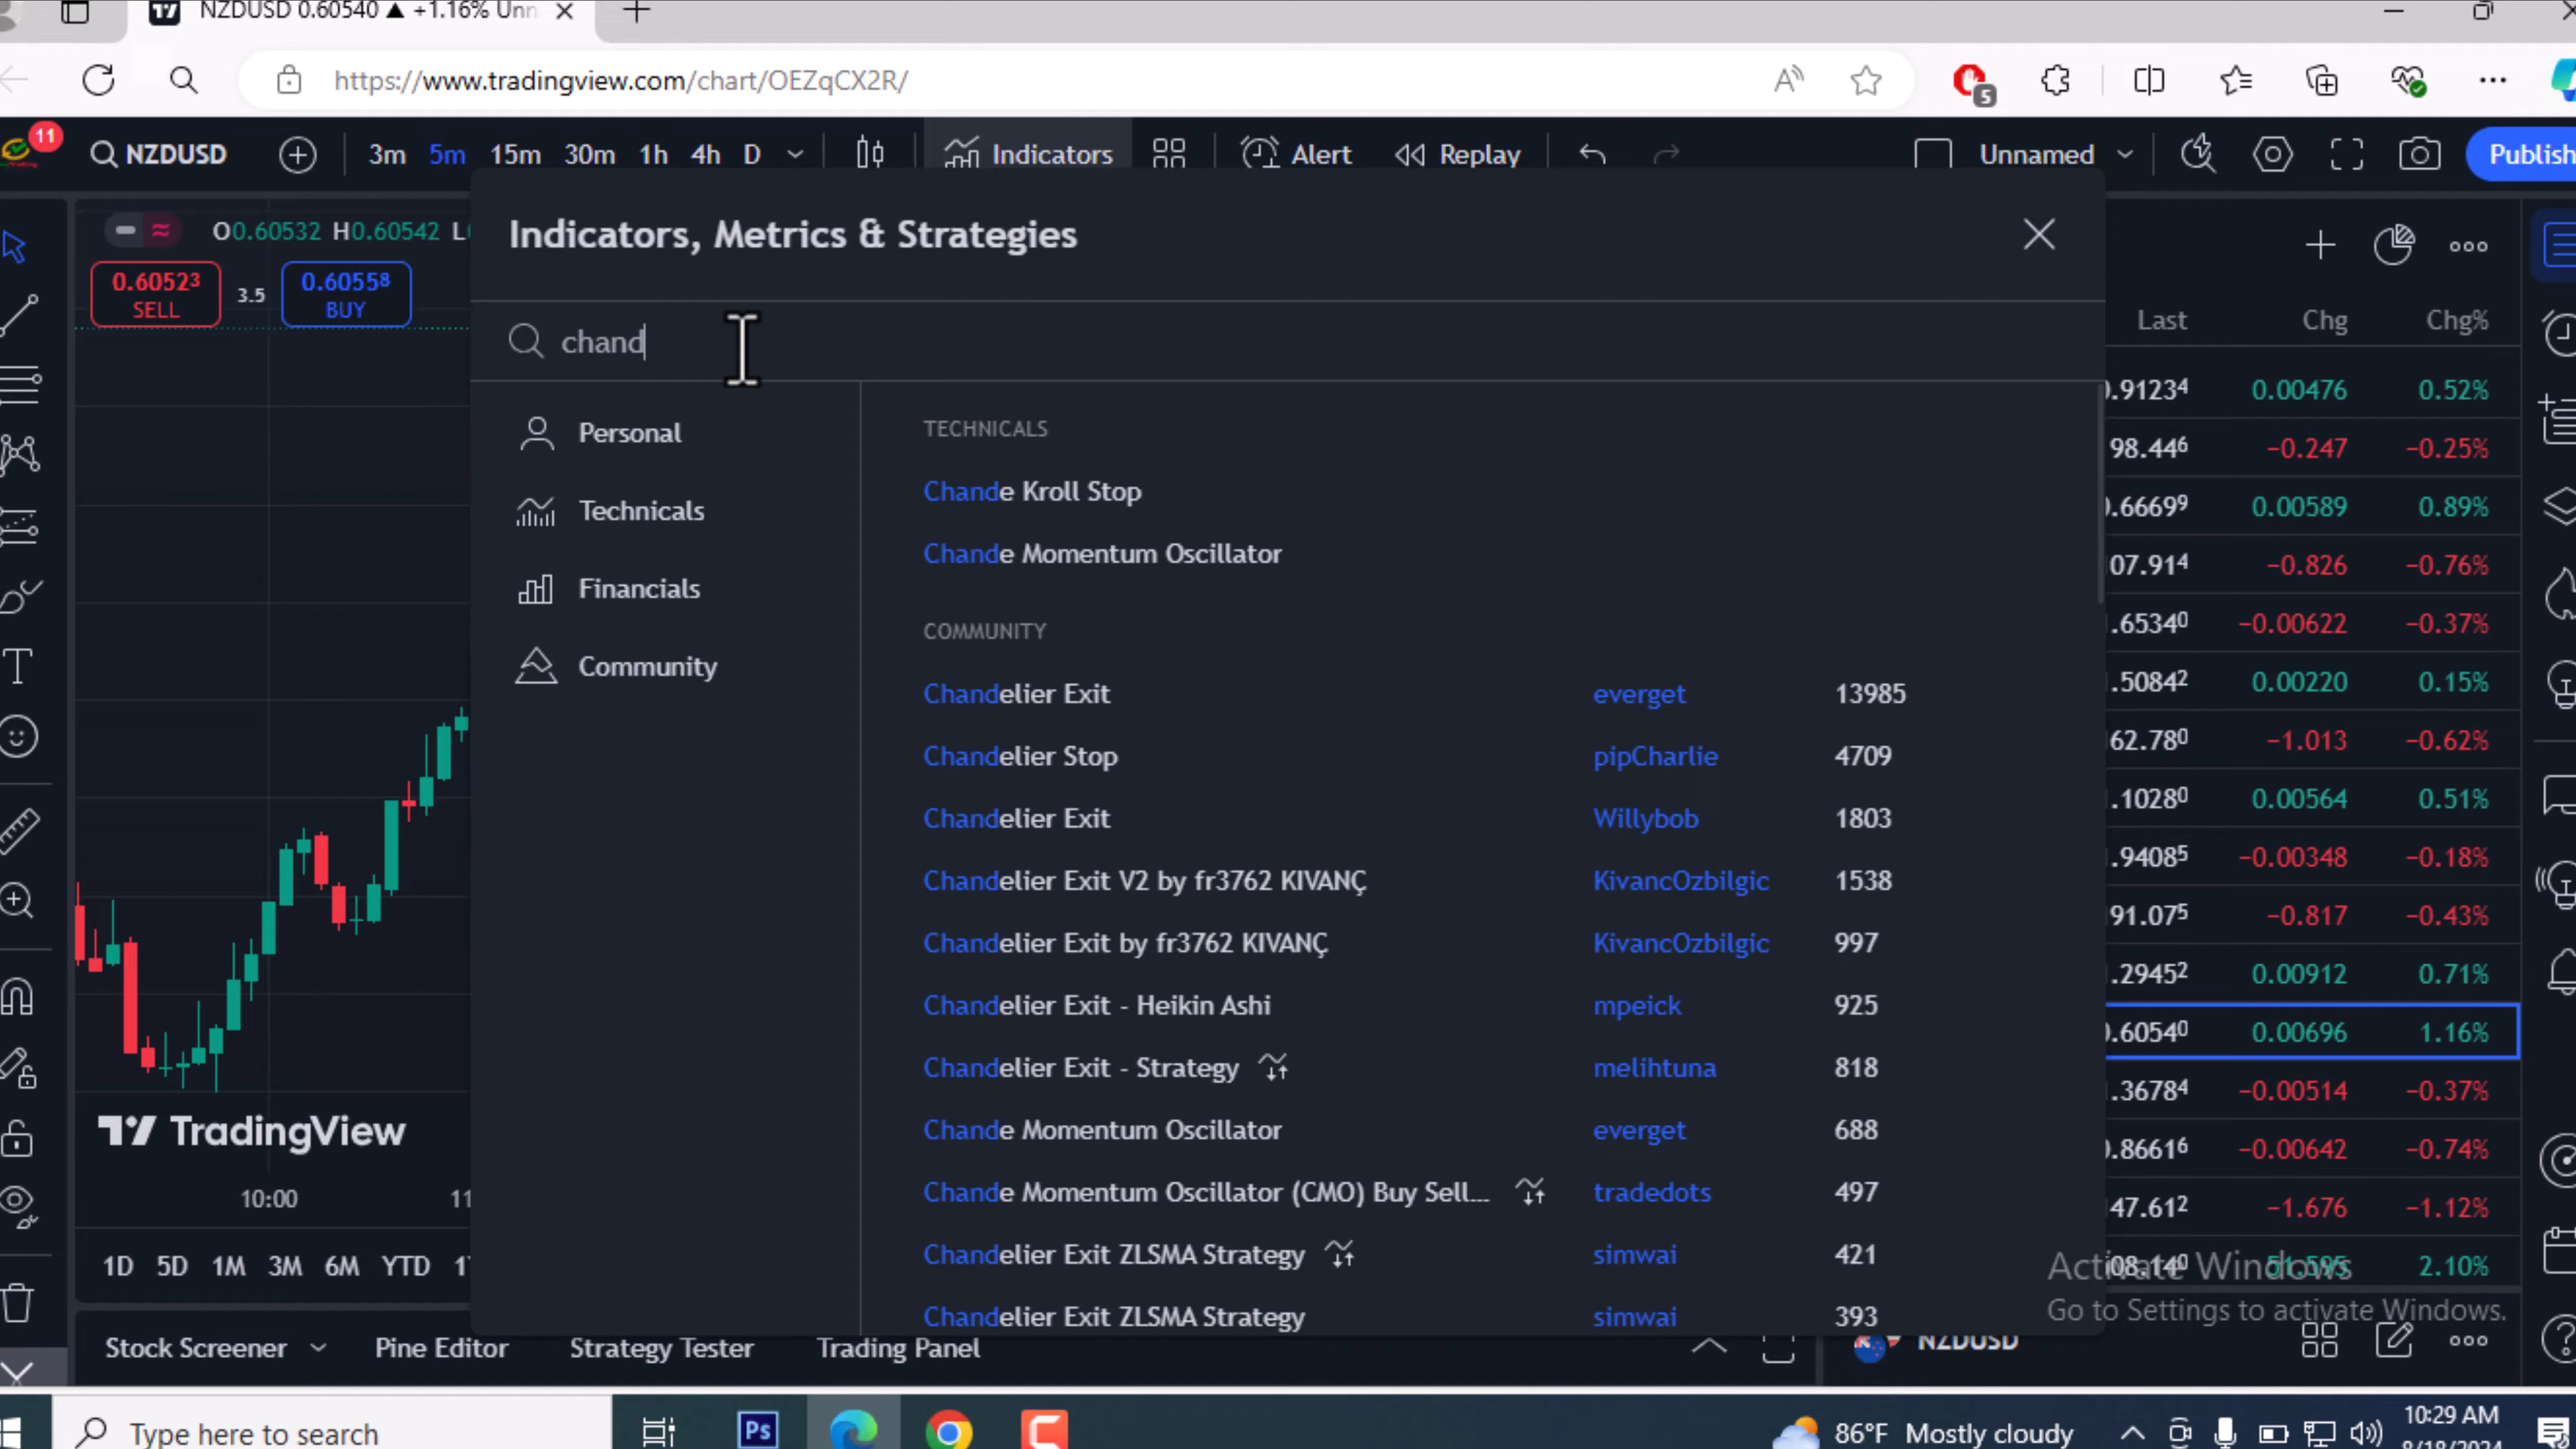 NZDUSD 0.60540 ▲ +1.16% Unn
https://www.tradingview.com/chart/OEZqCX2R/
5
11
NZDUSD 3m 5m 15m 30m 1h 4h D Indicators Alert Replay Unnamed Publish
O0.60532 H0.60542 L
0.60523 SELL 3.5 0.60558 BUY
Indicators, Metrics & Strategies
chand
Personal
Technicals
Financials
Community
TECHNICALS
Chande Kroll Stop
Chande Momentum Oscillator
COMMUNITY
Chandelier Exit everget 13985
Chandelier Stop pipCharlie 4709
Chandelier Exit Willybob 1803
Chandelier Exit V2 by fr3762 KIVANÇ KivancOzbilgic 1538
Chandelier Exit by fr3762 KIVANÇ KivancOzbilgic 997
Chandelier Exit - Heikin Ashi mpeick 925
Chandelier Exit - Strategy melihtuna 818
Chande Momentum Oscillator everget 688
Chande Momentum Oscillator (CMO) Buy Sell... tradedots 497
Chandelier Exit ZLSMA Strategy simwai 421
Chandelier Exit ZLSMA Strategy simwai 393
Last Chg Chg%
.91234 0.00476 0.52%
98.446 −0.247 −0.25%
.66699 0.00589 0.89%
07.914 −0.826 −0.76%
.65340 −0.00622 −0.37%
.50842 0.00220 0.15%
62.780 −1.013 −0.62%
.10280 0.00564 0.51%
.94085 −0.00348 −0.18%
91.075 −0.817 −0.43%
.29452 0.00912 0.71%
.60540 0.00696 1.16%
.36784 −0.00514 −0.37%
.86616 −0.00642 −0.74%
47.612 −1.676 −1.12%
08.140 51.595 2.10%
TradingView
10:00 11
1D 5D 1M 3M 6M YTD 1
Activate Windows
Go to Settings to activate Windows.
Stock Screener Pine Editor Strategy Tester Trading Panel
NZDUSD
Type here to search
Ps
86°F Mostly cloudy
10:29 AM
8/18/2024